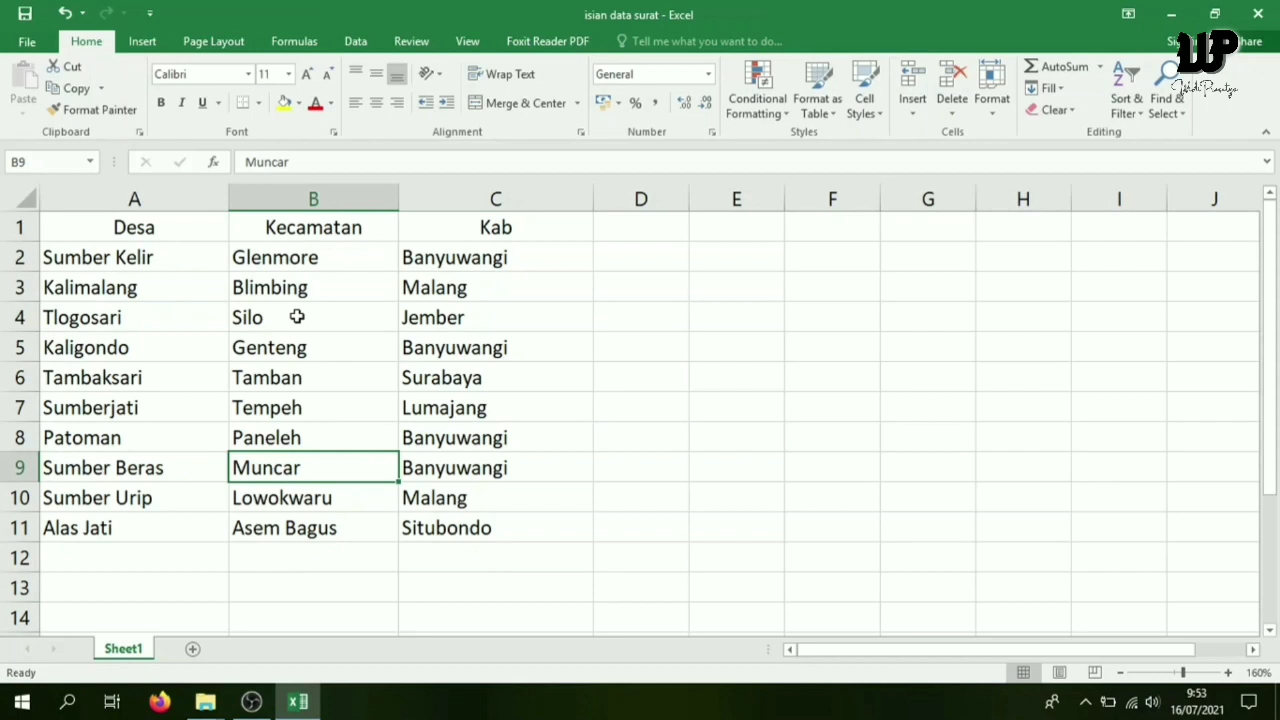 isian data surat - Excel
File Home Insert Page Layout Formulas Data Review View Foxit Reader PDF Tell me what you want to do... Share
Paste
Cut
Copy
Format Painter
Calibri 11
B I U A
Wrap Text
Merge & Center
General
%
Conditional Formatting
Format as Table
Cell Styles
Insert Delete Format
AutoSum
Fill
Clear
Sort & Filter
Find & Select
Clipboard Font Alignment Number Styles Cells Editing
WP
B9 fx Muncar
A B C D E F G H I J
1 Desa Kecamatan Kab
2 Sumber Kelir Glenmore Banyuwangi
3 Kalimalang Blimbing Malang
4 Tlogosari Silo Jember
5 Kaligondo Genteng Banyuwangi
6 Tambaksari Tamban Surabaya
7 Sumberjati Tempeh Lumajang
8 Patoman Paneleh Banyuwangi
9 Sumber Beras Muncar Banyuwangi
10 Sumber Urip Lowokwaru Malang
11 Alas Jati Asem Bagus Situbondo
12
13
14
Sheet1
Ready 160%
9:53
16/07/2021